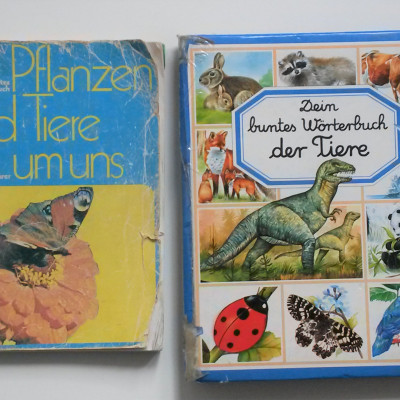 Pflanzen
d Tiere
um uns
Dein
buntes Wörterbuch
der Tiere